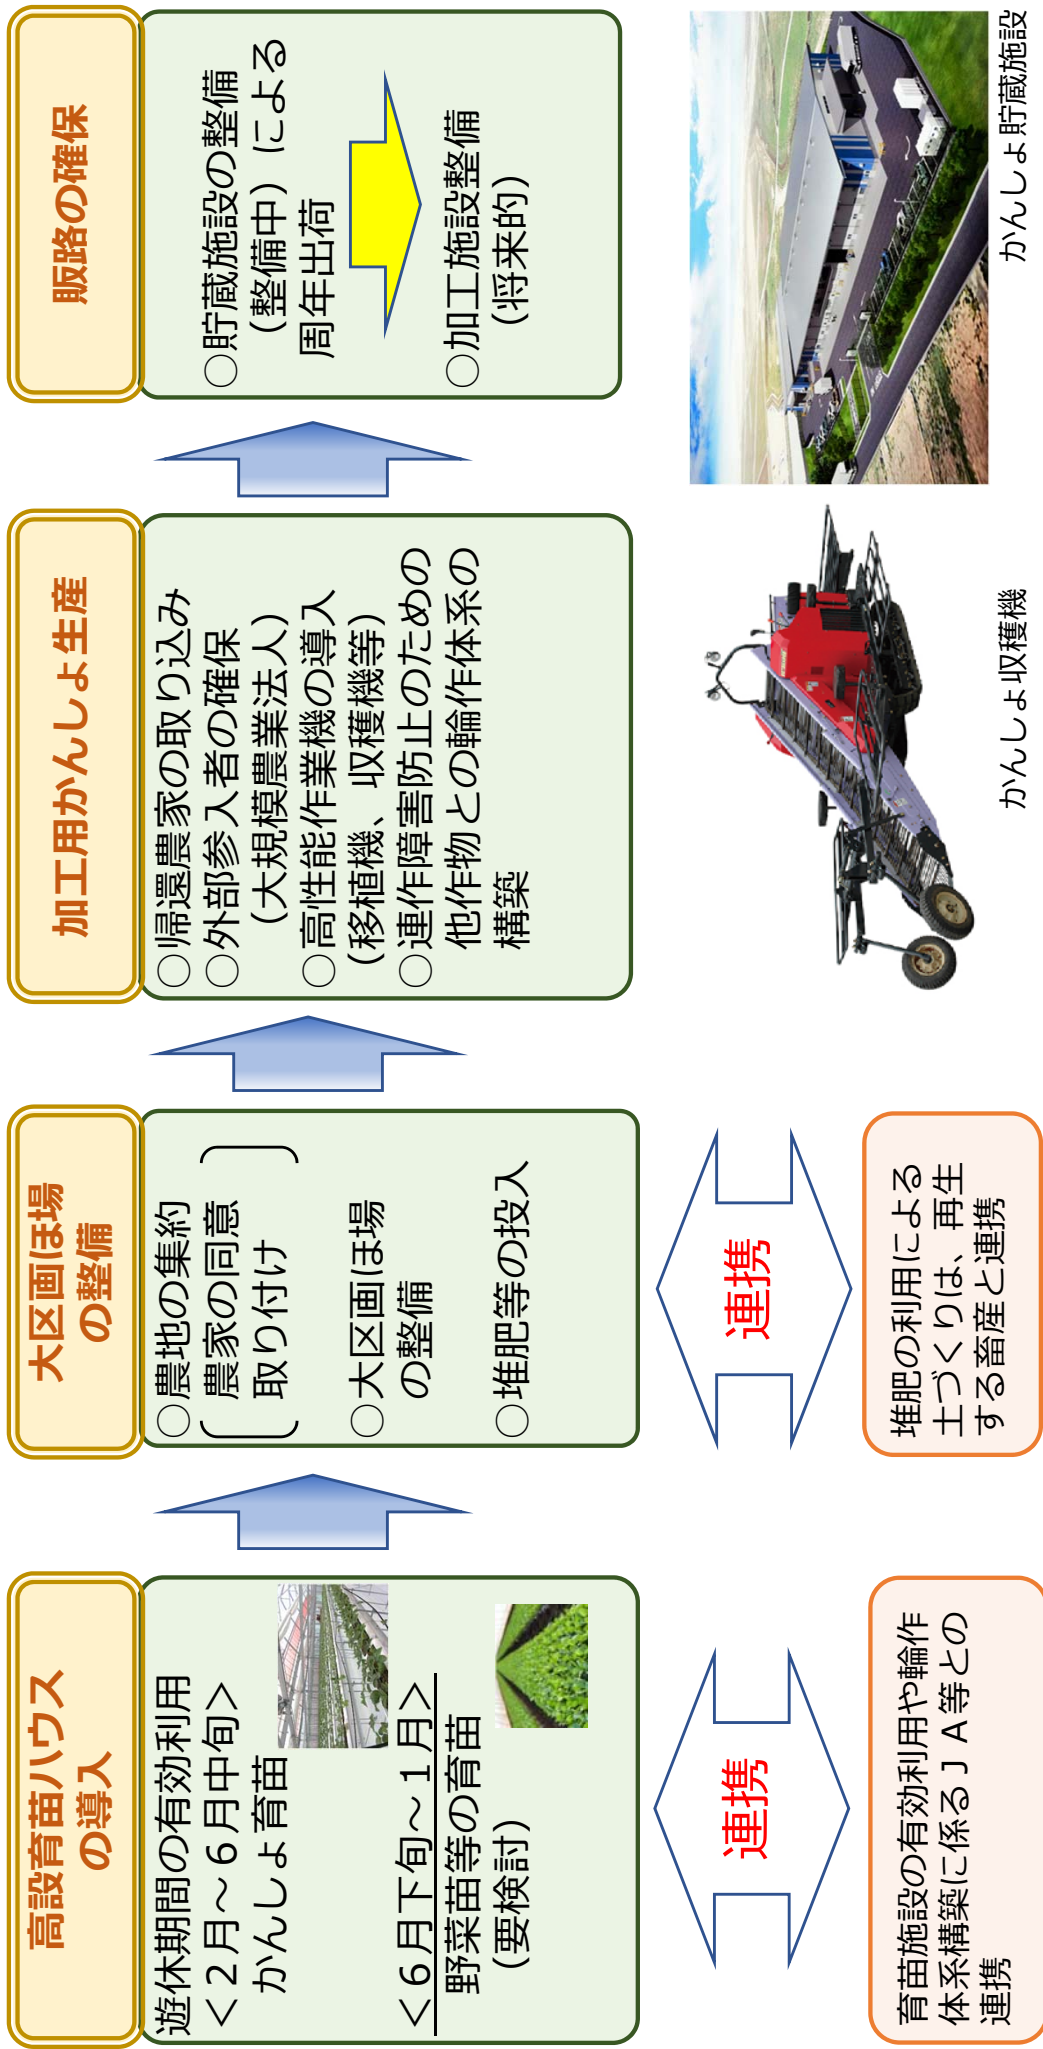 高設育苗ハウス
の導入
遊休期間の有効利用
＜２月～６月中旬＞
かんしょ育苗
＜６月下旬～１月＞
野菜苗等の育苗
（要検討）
連携
育苗施設の有効利用や輪作
体系構築に係るＪＡ等との
連携
大区画ほ場
の整備
○農地の集約
農家の同意
取り付け
○大区画ほ場
の整備
○堆肥等の投入
連携
堆肥の利用による
土づくりは、再生
する畜産と連携
加工用かんしょ生産
○帰還農家の取り込み
○外部参入者の確保
（大規模農業法人）
○高性能作業機の導入
（移植機、収穫機等）
○連作障害防止のための
他作物との輪作体系の
構築
かんしょ収穫機
販路の確保
○貯蔵施設の整備
（整備中）による
周年出荷
○加工施設整備
（将来的）
かんしょ貯蔵施設